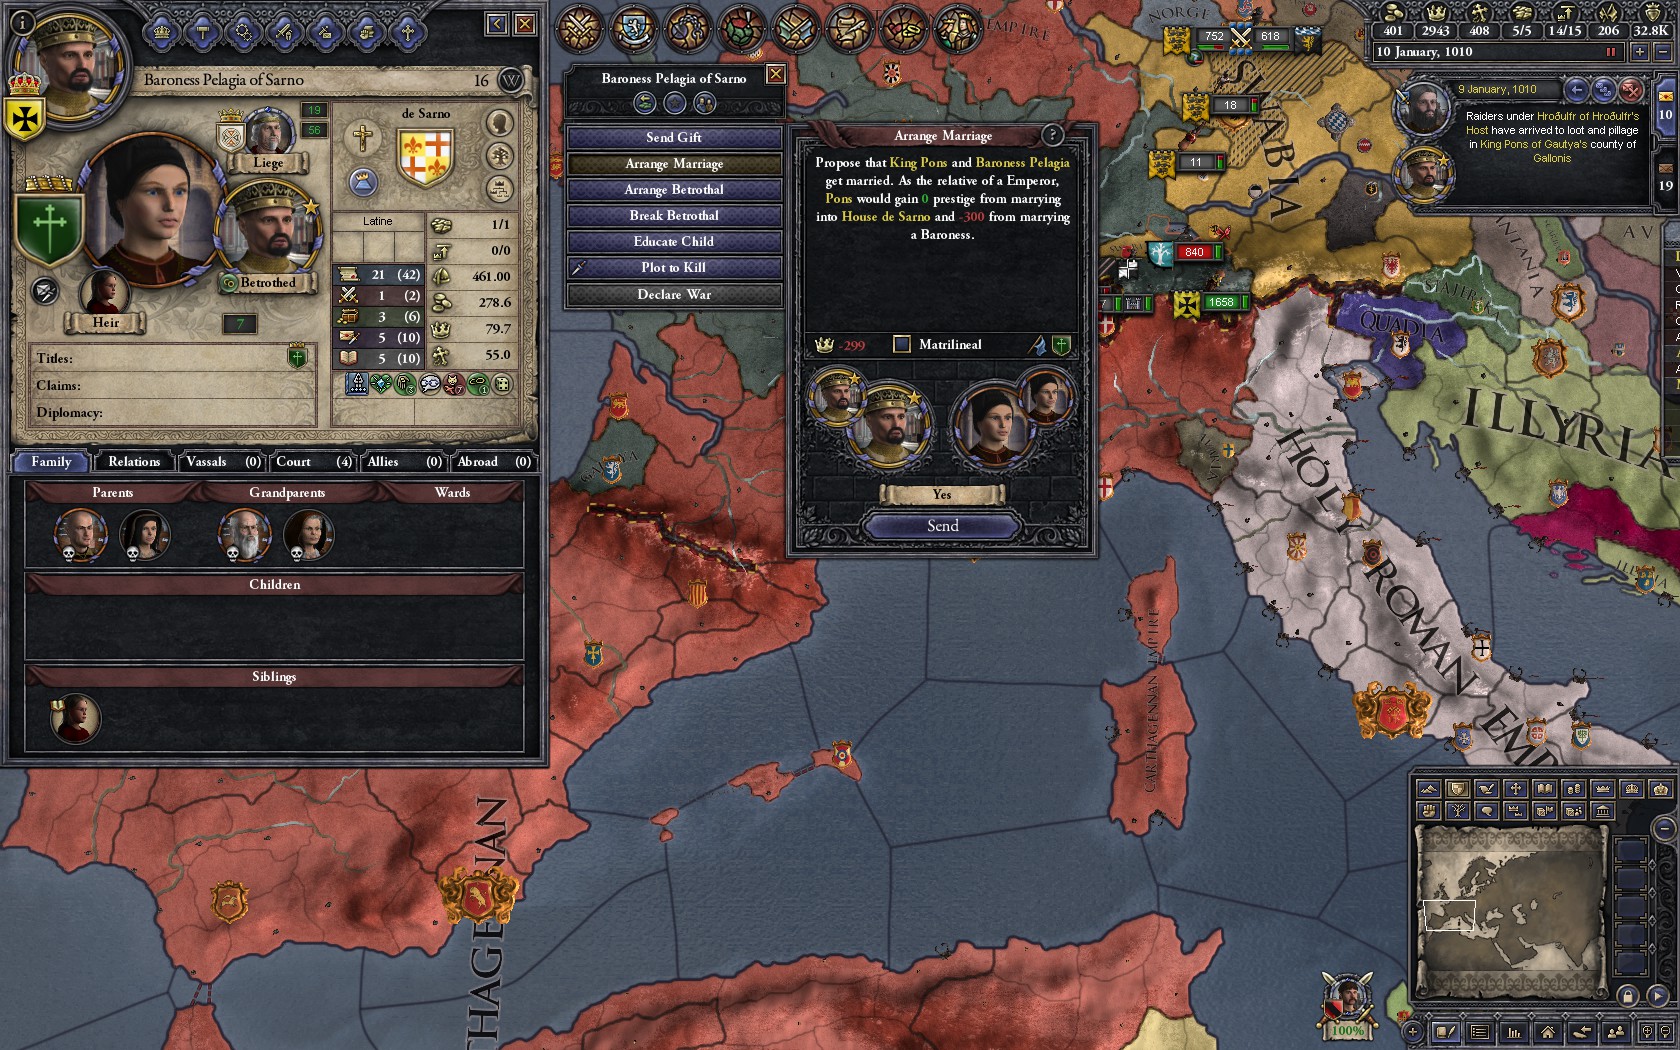 Baroness Pelagia of Sarno
16
19
56
Liege
de Sarno
Betrothed
Heir
7
Latine
21 (42)
1 (2)
3 (6)
5 (10)
5 (10)
1/1
0/0
461.00
278.6
79.7
55.0
Titles:
Claims:
Diplomacy:
Family
Relations
Vassals (0)
Court (4)
Allies (0)
Abroad (0)
Parents
Grandparents
Wards
Children
Siblings
Baroness Pelagia of Sarno
Send Gift
Arrange Marriage
Arrange Betrothal
Break Betrothal
Educate Child
Plot to Kill
Declare War
Arrange Marriage
?
Propose that King Pons and Baroness Pelagia
get married. As the relative of a Emperor,
Pons would gain 0 prestige from marrying
into House de Sarno and -300 from marrying
a Baroness.
-299
Matrilineal
Yes
Send
401
2943
408
5/5
14/15
206
32.8K
10 January, 1010
9 January, 1010
Raiders under Hroðulfr of Hroðulfr's
Host have arrived to loot and pillage
in King Pons of Gautya's county of
Gallonis
10
19
752
618
18
11
840
1658
EMPIRE
NORGE
QUADIA
ILLYRIA
HOLY ROMAN EMP
CARTHAGENNAN EMPIRE
100%